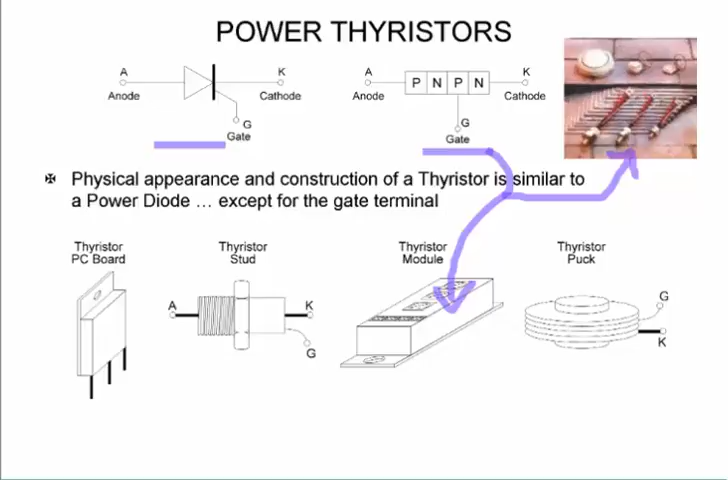 POWER THYRISTORS
A
K
Anode
Cathode
G
Gate
A
P N P N
K
Anode
Cathode
G
Gate
✠ Physical appearance and construction of a Thyristor is similar to
a Power Diode … except for the gate terminal
Thyristor
PC Board
Thyristor
Stud
A
K
G
Thyristor
Module
Thyristor
Puck
G
K